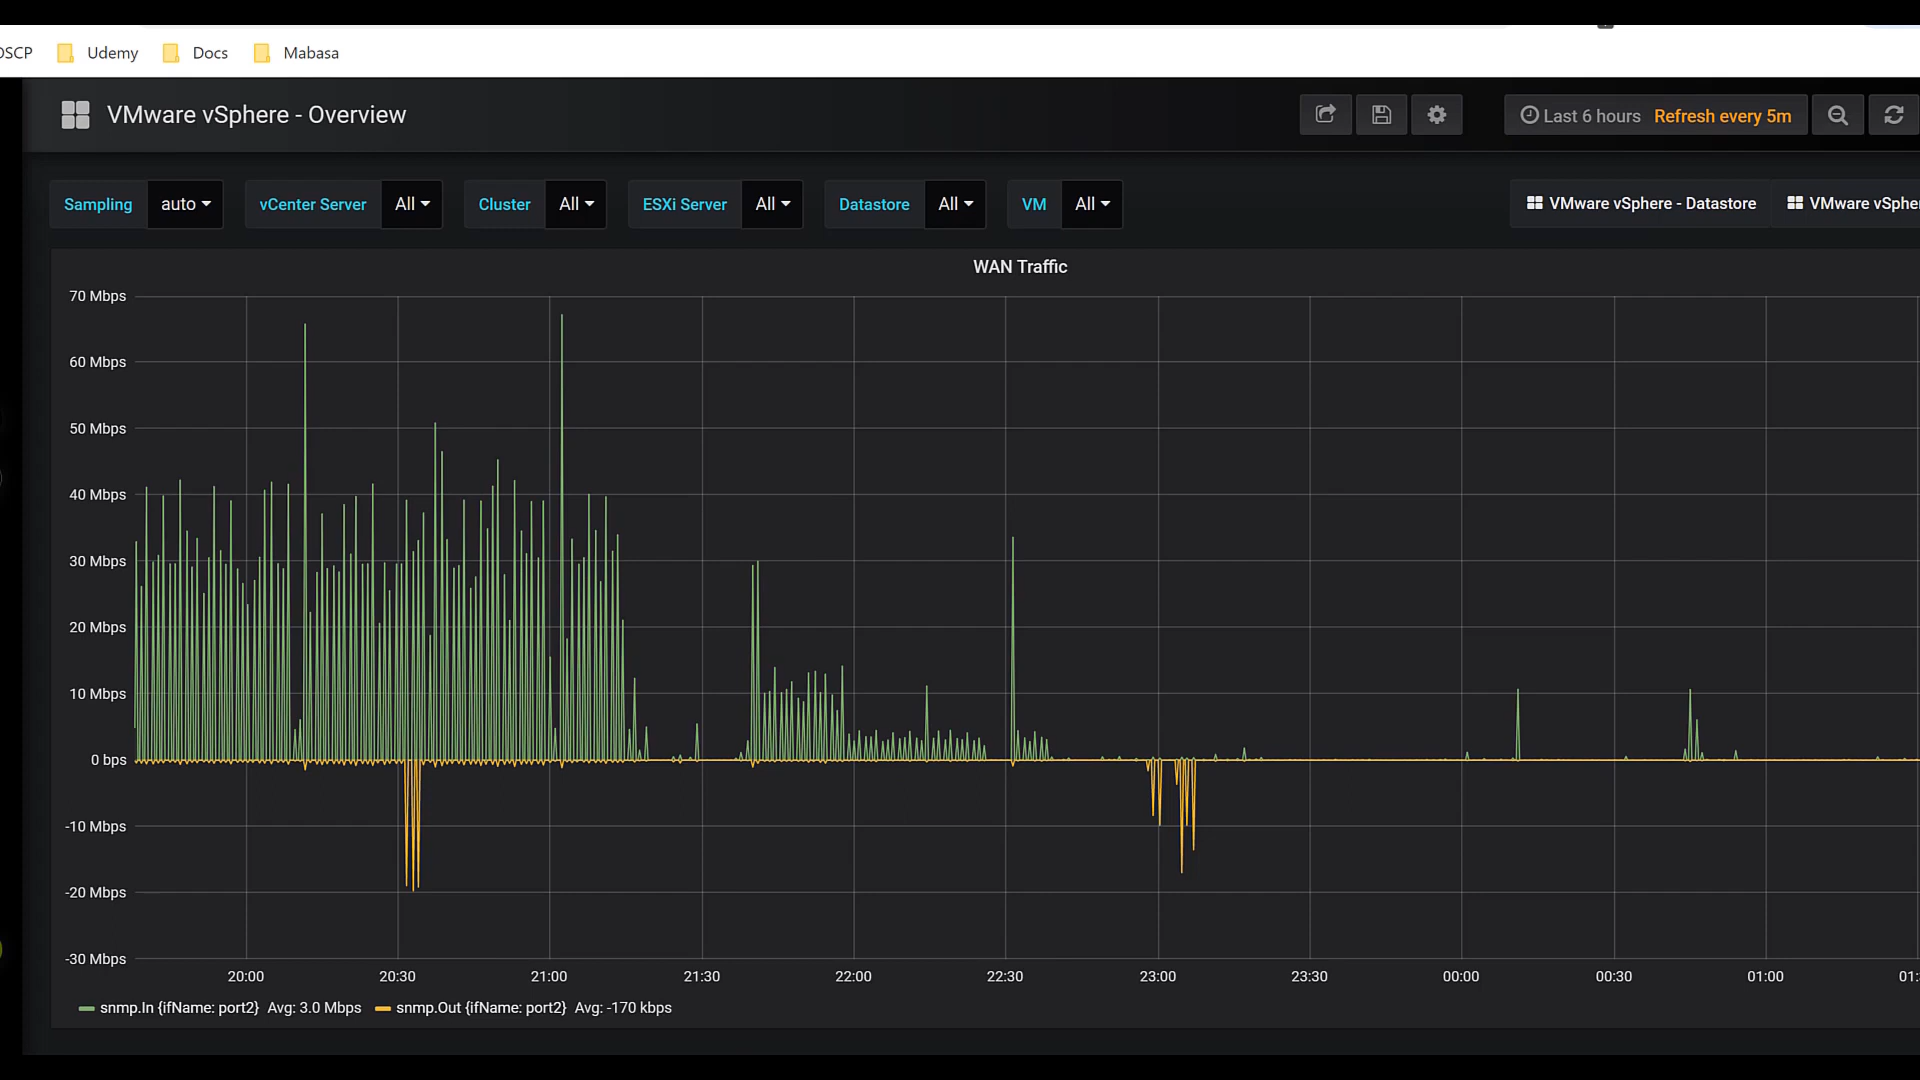 OSCP Udemy Docs Mabasa
VMware vSphere - Overview
Last 6 hours Refresh every 5m
Sampling auto vCenter Server All Cluster All ESXi Server All Datastore All VM All VMware vSphere - Datastore VMware vSpher
WAN Traffic
70 Mbps
60 Mbps
50 Mbps
40 Mbps
30 Mbps
20 Mbps
10 Mbps
0 bps
-10 Mbps
-20 Mbps
-30 Mbps
20:00 20:30 21:00 21:30 22:00 22:30 23:00 23:30 00:00 00:30 01:00 01:
snmp.In {ifName: port2} Avg: 3.0 Mbps snmp.Out {ifName: port2} Avg: -170 kbps